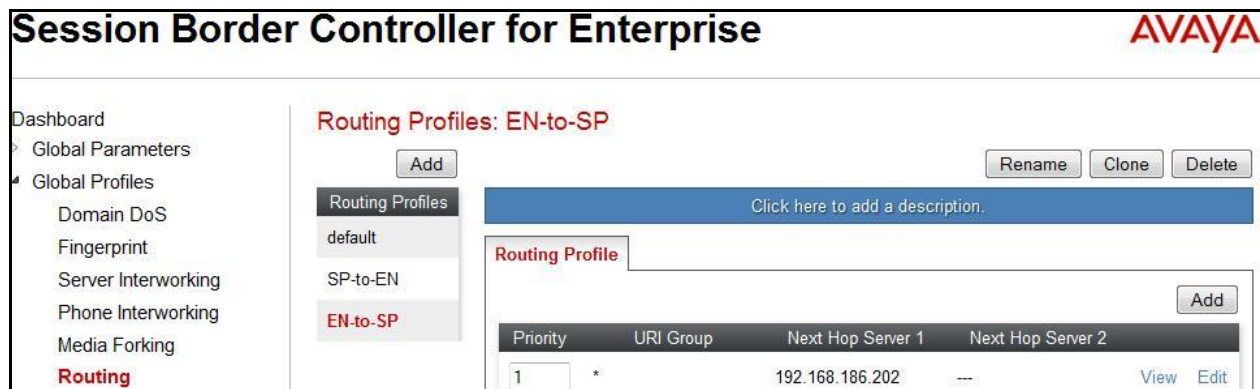 Session Border Controller for Enterprise
AVAYA
Dashboard
Global Parameters
Global Profiles
Domain DoS
Fingerprint
Server Interworking
Phone Interworking
Media Forking
Routing
Routing Profiles: EN-to-SP
Add
Rename Clone Delete
Routing Profiles
default
SP-to-EN
EN-to-SP
Click here to add a description.
Routing Profile
Add
Priority URI Group Next Hop Server 1 Next Hop Server 2
1 * 192.168.186.202 --- View Edit